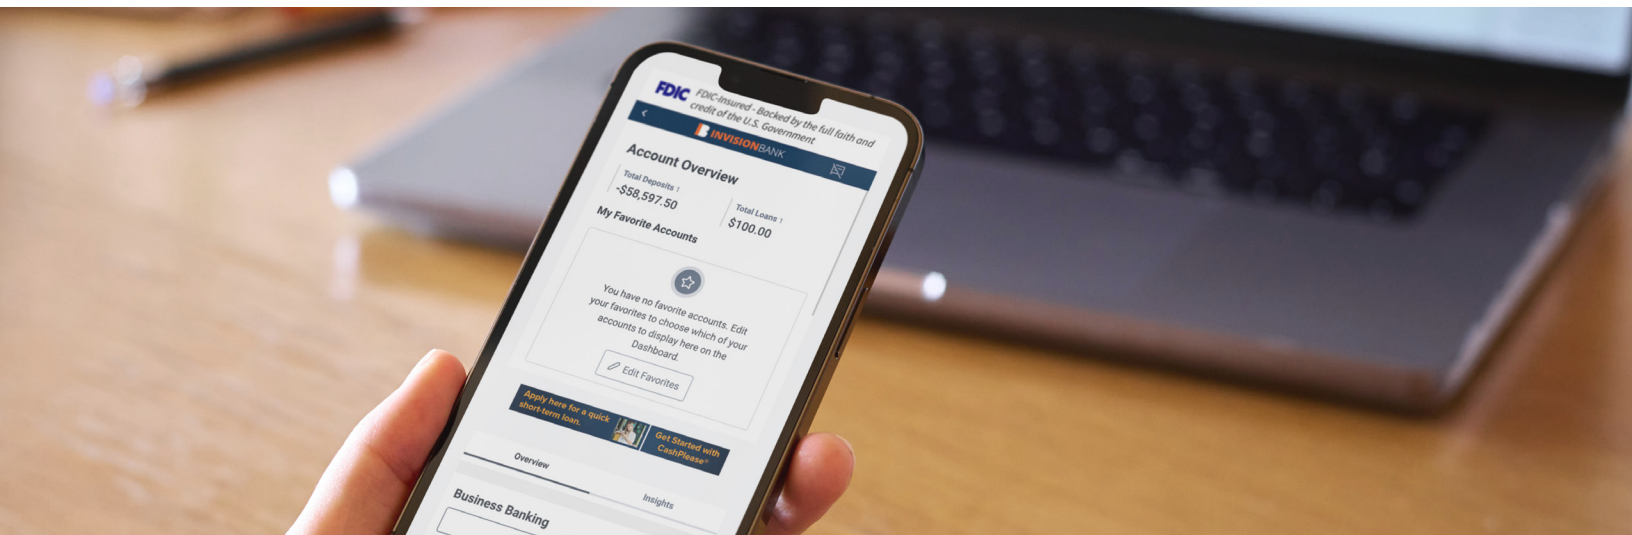 FDIC FDIC-Insured - Backed by the full faith and
credit of the U.S. Government
INVISIONBANK
Account Overview
Total Deposits 1
-$58,597.50
Total Loans 1
$100.00
My Favorite Accounts
You have no favorite accounts. Edit
your favorites to choose which of your
accounts to display here on the
Dashboard.
Edit Favorites
Apply here for a quick
short-term loan.
Get Started with
CashPlease®
Overview
Insights
Business Banking